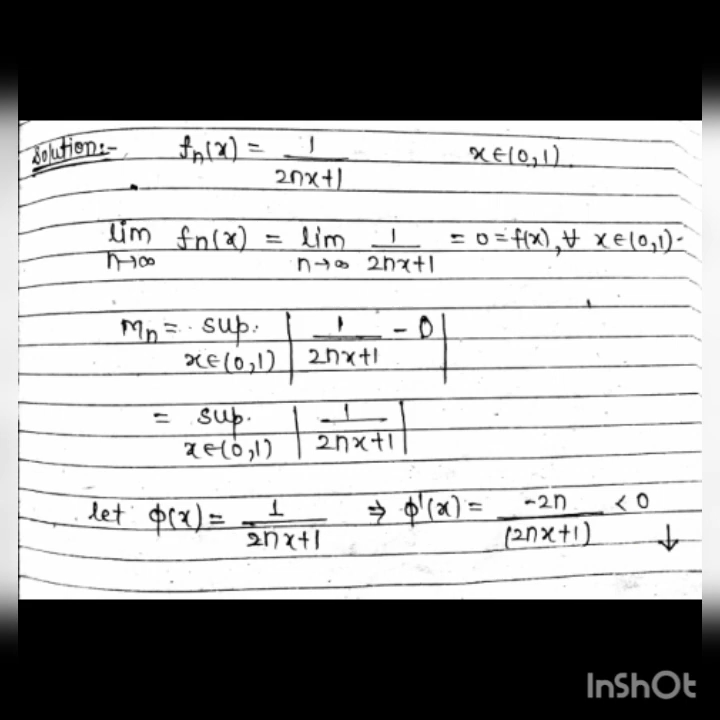 Solution:- fn(x) = 1/(2nx+1) x∈(0,1)
lim n→∞ fn(x) = lim n→∞ 1/(2nx+1) = 0 = f(x), ∀ x∈(0,1).
Mn = sup. x∈(0,1) | 1/(2nx+1) - 0 |
= sup. x∈(0,1) | 1/(2nx+1) |
let φ(x) = 1/(2nx+1) ⇒ φ'(x) = -2n/(2nx+1) < 0 ↓
InShOt